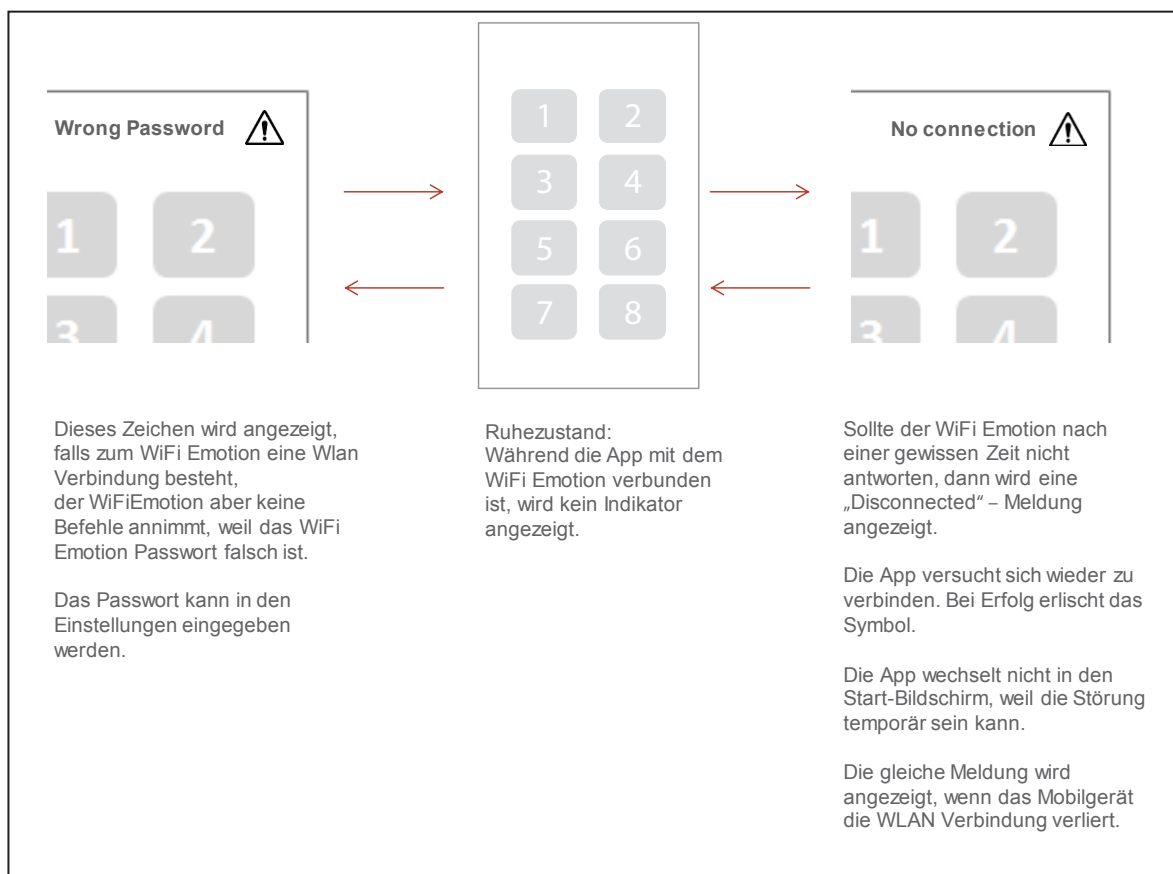 Wrong Password
1 2
3 4
Dieses Zeichen wird angezeigt,
falls zum WiFi Emotion eine Wlan
Verbindung besteht,
der WiFiEmotion aber keine
Befehle annimmt, weil das WiFi
Emotion Passwort falsch ist.
Das Passwort kann in den
Einstellungen eingegeben
werden.
1 2
3 4
5 6
7 8
Ruhezustand:
Während die App mit dem
WiFi Emotion verbunden
ist, wird kein Indikator
angezeigt.
No connection
1 2
3 4
Sollte der WiFi Emotion nach
einer gewissen Zeit nicht
antworten, dann wird eine
„Disconnected“ – Meldung
angezeigt.
Die App versucht sich wieder zu
verbinden. Bei Erfolg erlischt das
Symbol.
Die App wechselt nicht in den
Start-Bildschirm, weil die Störung
temporär sein kann.
Die gleiche Meldung wird
angezeigt, wenn das Mobilgerät
die WLAN Verbindung verliert.